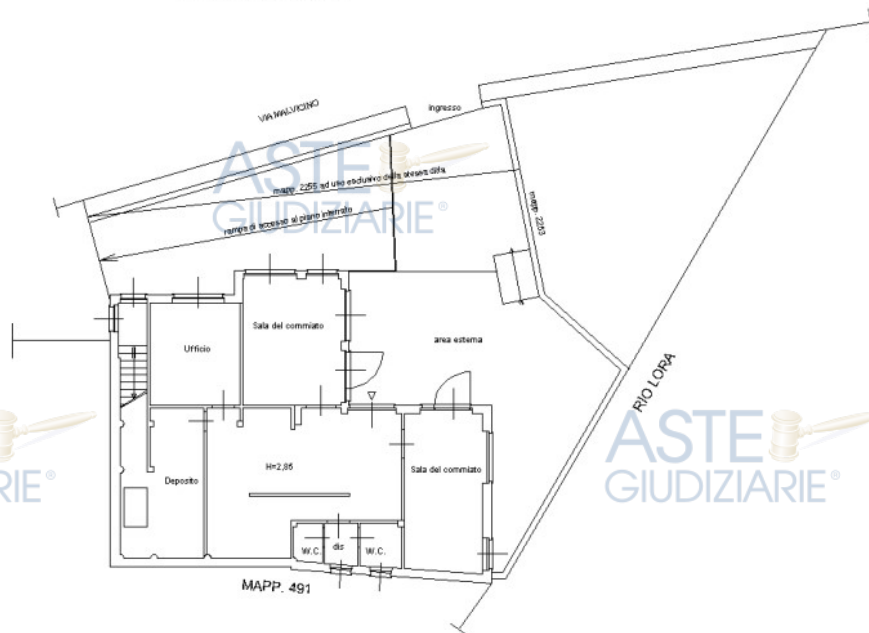 VIA MALVICINO
ingresso
ASTE
GIUDIZIARIE®
mapp. 2255 ad uso esclusivo della stessa ditta
rampa di accesso al piano interrato
mapp. 2253
Sala del commiato
Ufficio
area esterna
RIO LORA
ASTE
GIUDIZIARIE®
RIE®
Deposito
H=2,85
Sala del commiato
W.C.
dis
W.C.
MAPP. 491